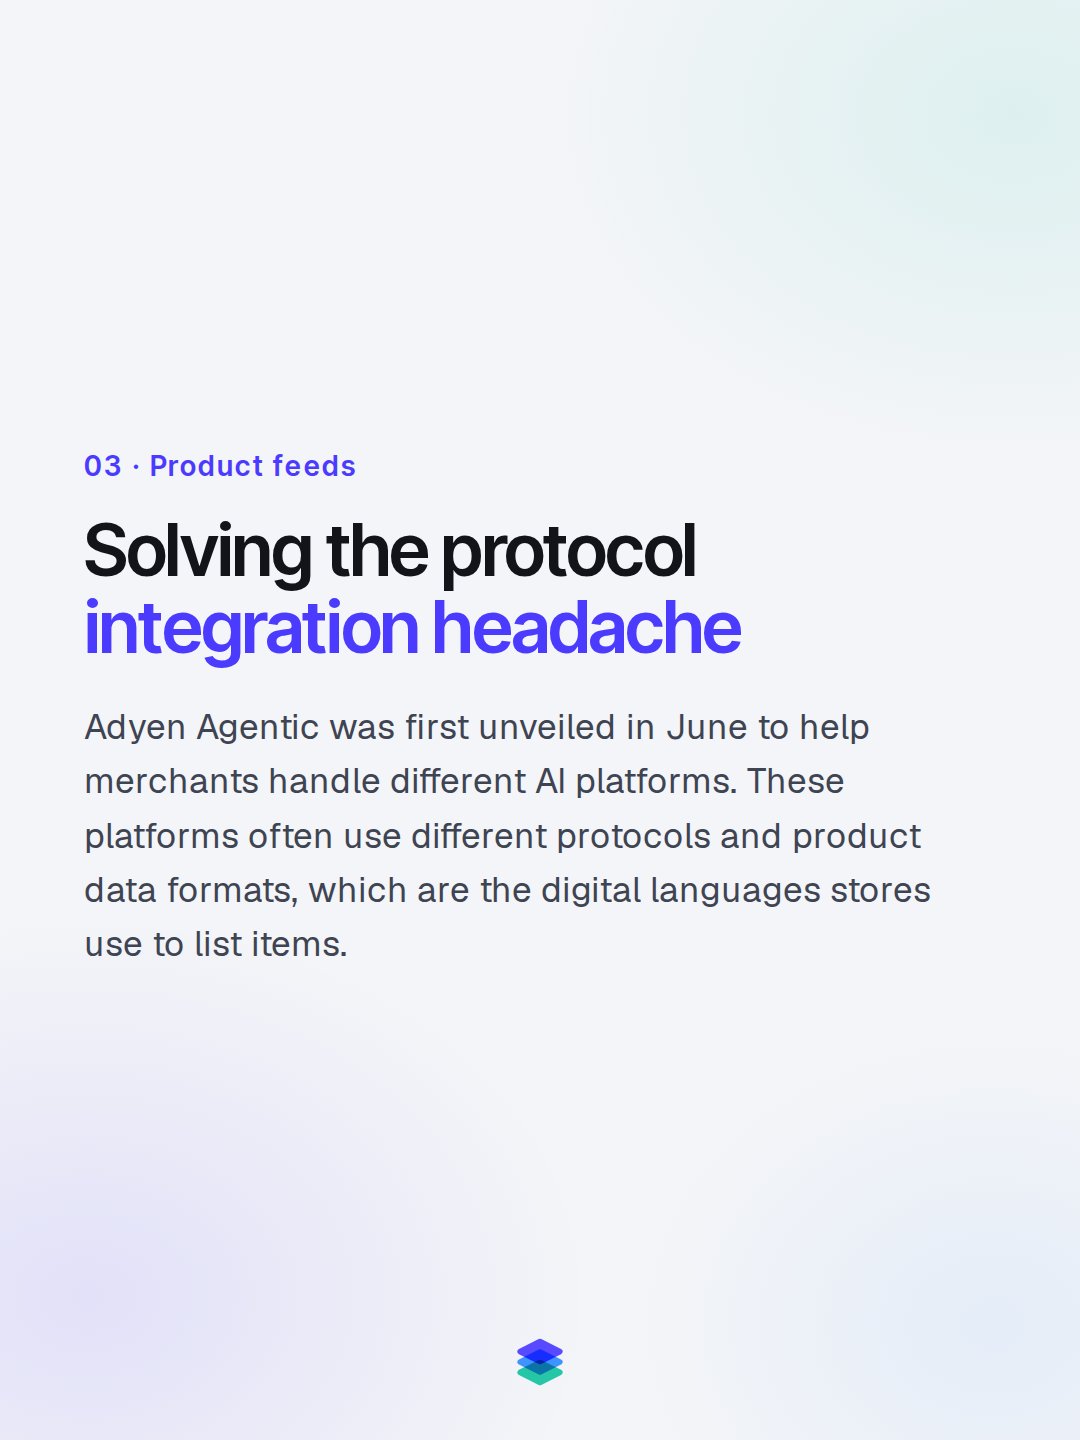 03 · Product feeds
Solving the protocol
integration headache
Adyen Agentic was first unveiled in June to help
merchants handle different AI platforms. These
platforms often use different protocols and product
data formats, which are the digital languages stores
use to list items.